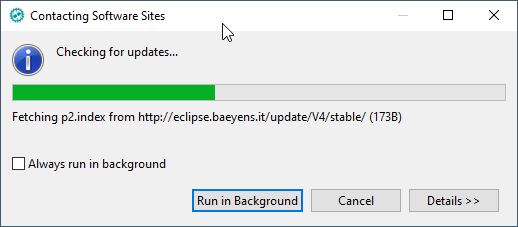 Contacting Software Sites
Checking for updates...
Fetching p2.index from http://eclipse.baeyens.it/update/V4/stable/ (173B)
Always run in background
Run in Background
Cancel
Details >>